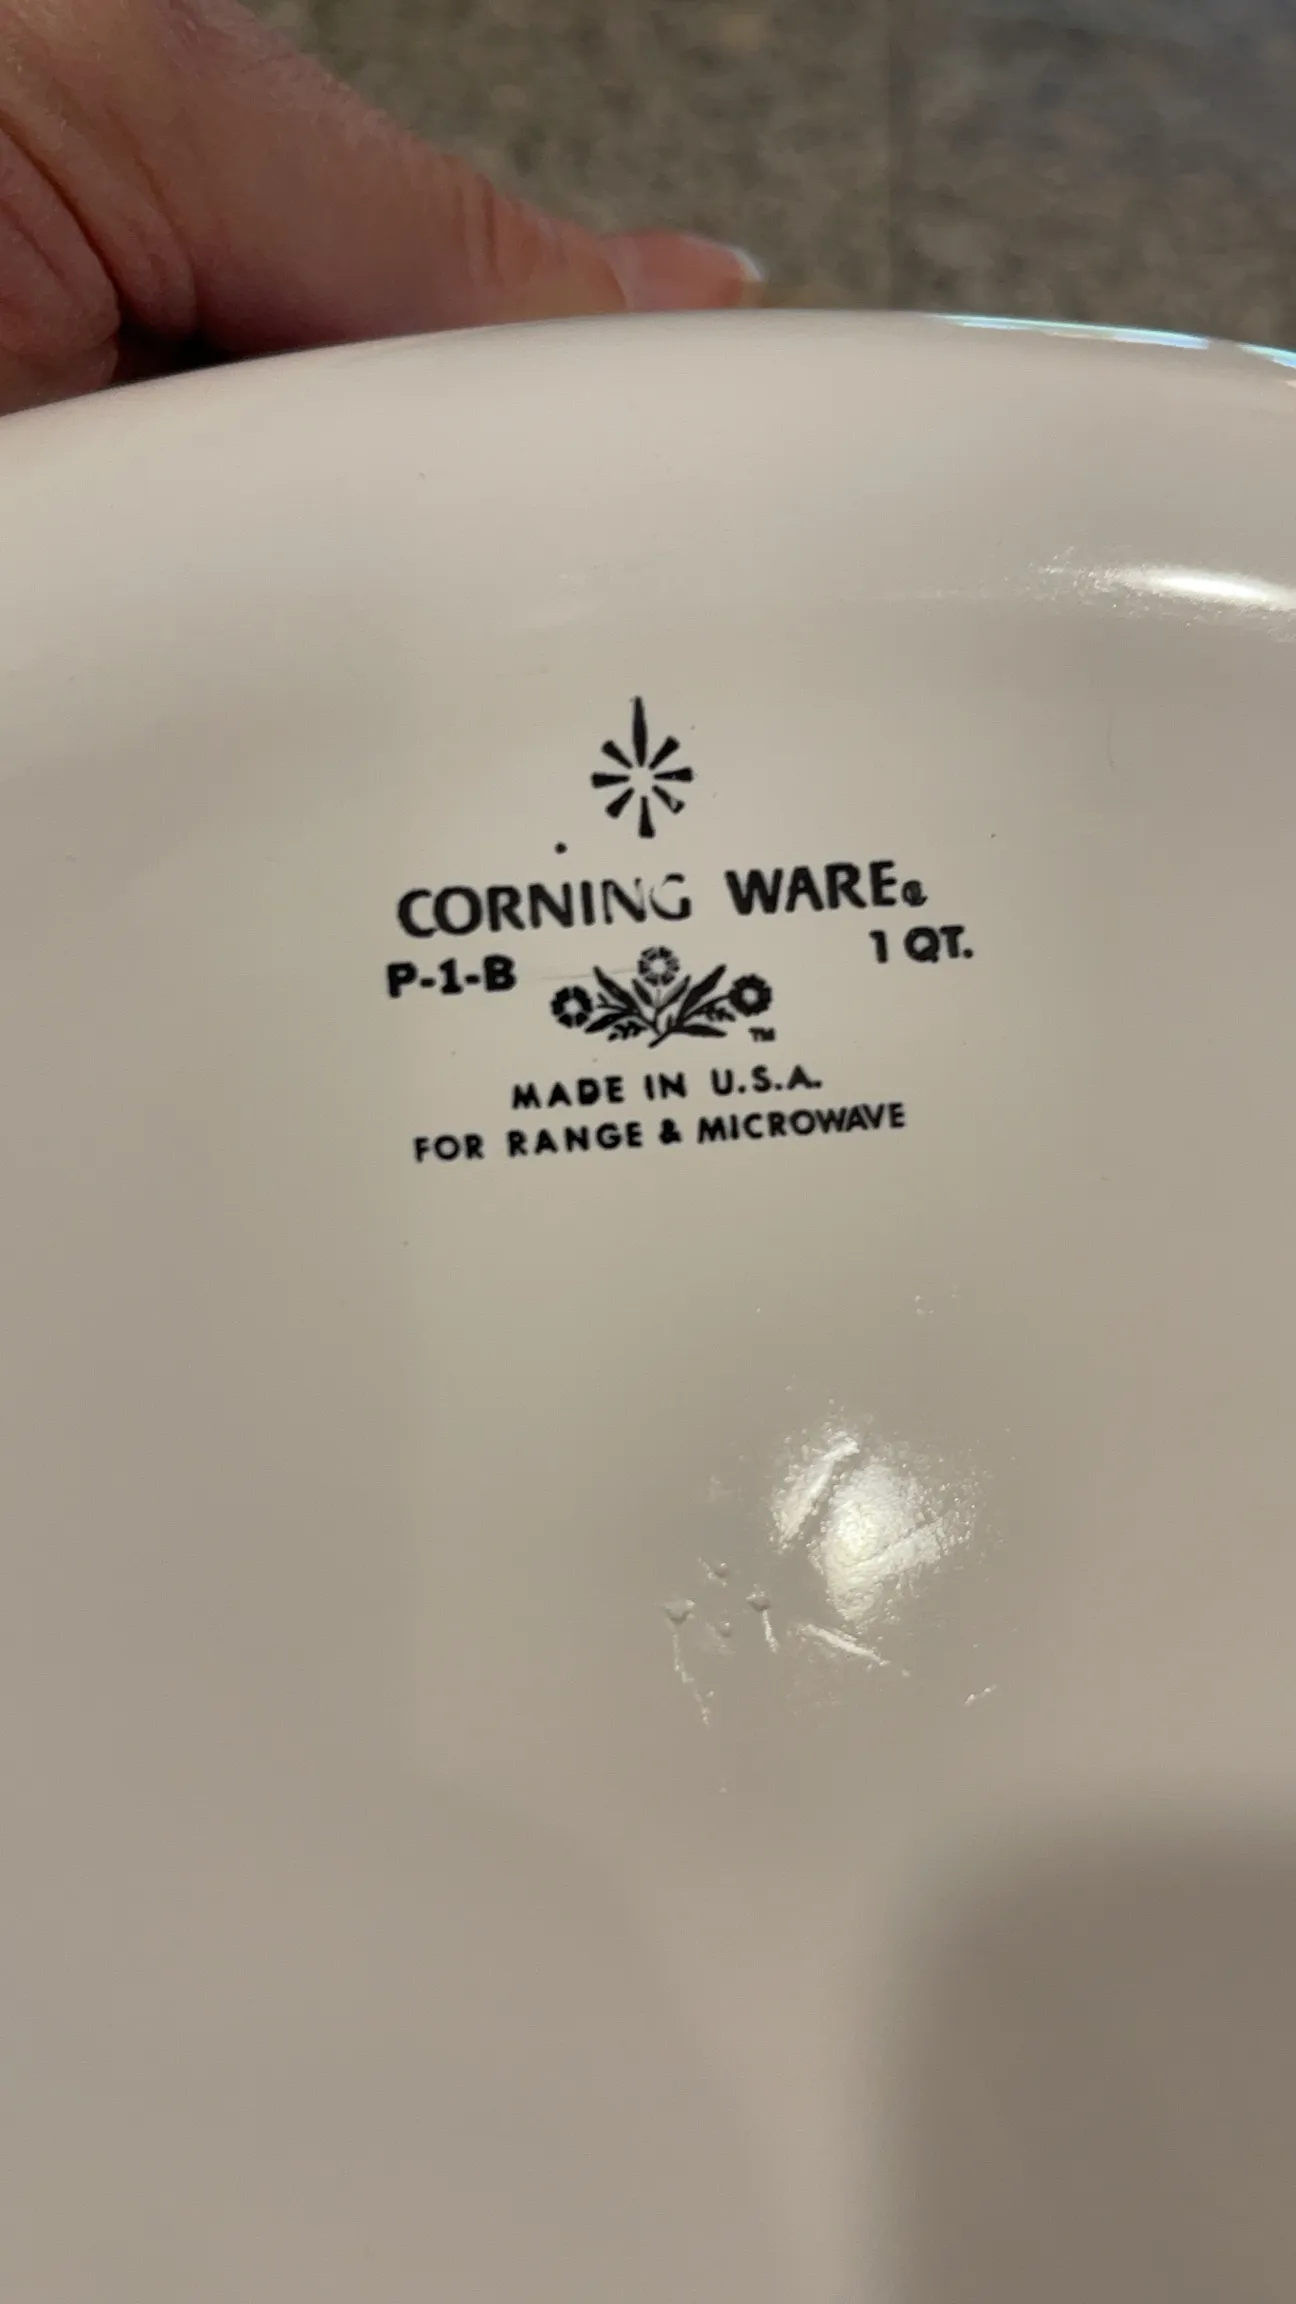 CORNING WARE®
P-1-B 1 QT.
TM
MADE IN U.S.A.
FOR RANGE & MICROWAVE